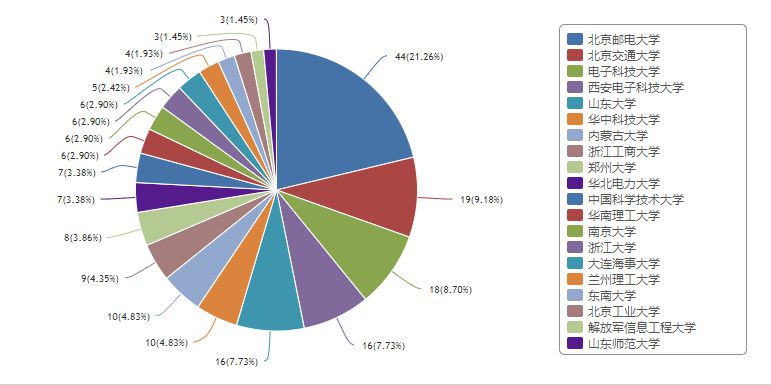 3(1.45%)
3(1.45%)
4(1.93%)
4(1.93%)
5(2.42%)
6(2.90%)
6(2.90%)
6(2.90%)
6(2.90%)
7(3.38%)
7(3.38%)
8(3.86%)
9(4.35%)
10(4.83%)
10(4.83%)
16(7.73%)
16(7.73%)
18(8.70%)
19(9.18%)
44(21.26%)
北京邮电大学
北京交通大学
电子科技大学
西安电子科技大学
山东大学
华中科技大学
内蒙古大学
浙江工商大学
郑州大学
华北电力大学
中国科学技术大学
华南理工大学
南京大学
浙江大学
大连海事大学
兰州理工大学
东南大学
北京工业大学
解放军信息工程大学
山东师范大学